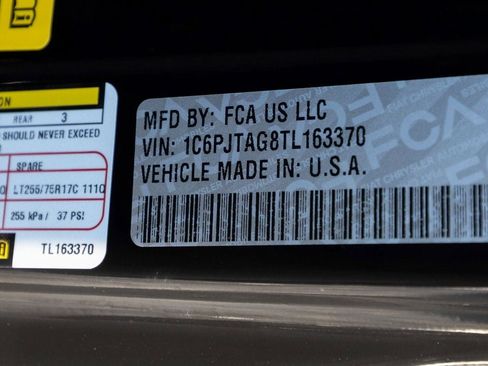 ON
REAR 3
SHOULD NEVER EXCEED
SPARE
LT255/75R17C 111Q
255 kPa / 37 PSI
TL163370
MFD BY: FCA US LLC
VIN: 1C6PJTAG8TL163370
VEHICLE MADE IN: U.S.A.